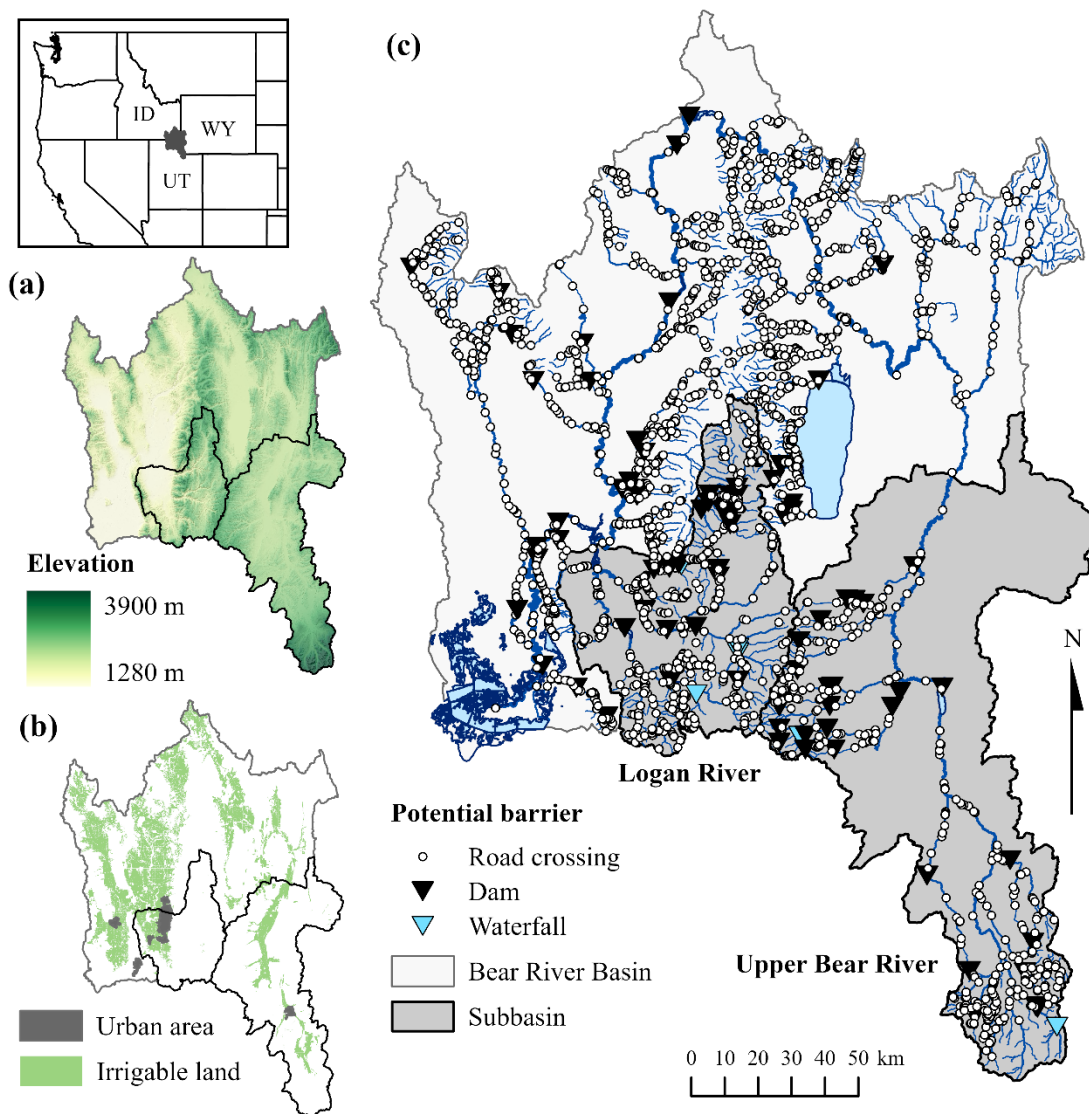 ID
WY
UT
(a)
Elevation
3900 m
1280 m
(b)
Urban area
Irrigable land
(c)
N
Logan River
Potential barrier
Road crossing
Dam
Waterfall
Bear River Basin
Subbasin
Upper Bear River
0 10 20 30 40 50 km